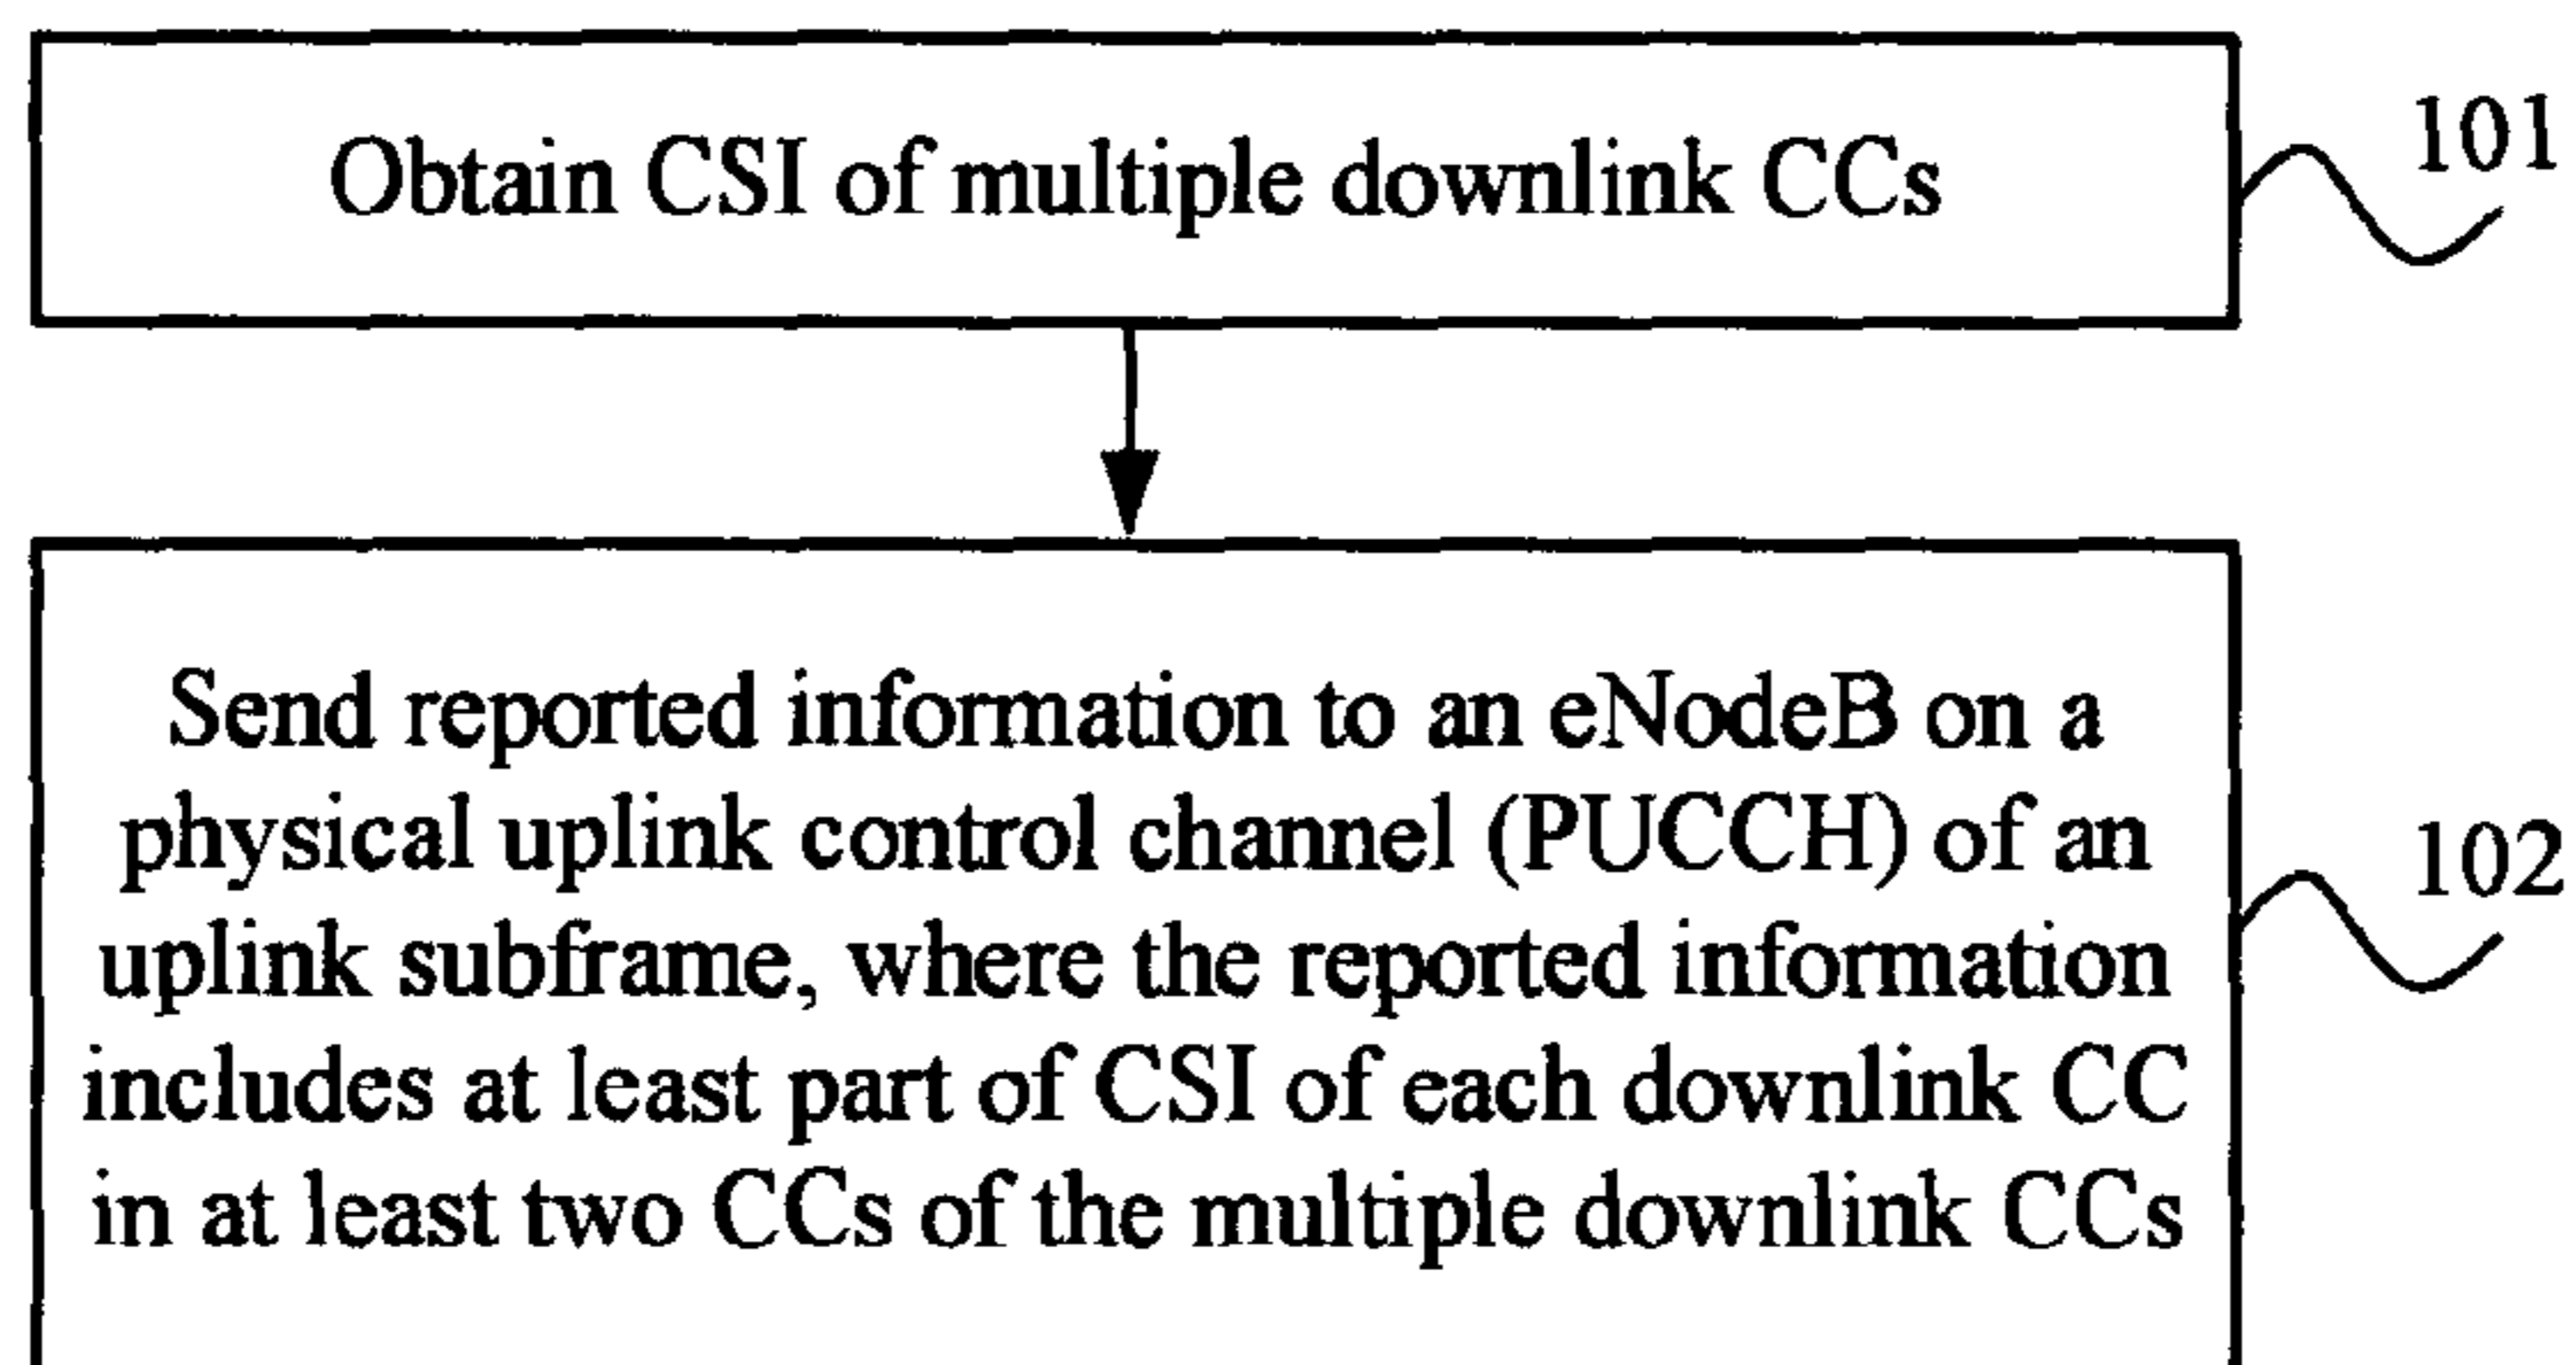 Obtain CSI of multiple downlink CCs
101
Send reported information to an eNodeB on a
physical uplink control channel (PUCCH) of an
uplink subframe, where the reported information
includes at least part of CSI of each downlink CC
in at least two CCs of the multiple downlink CCs
102